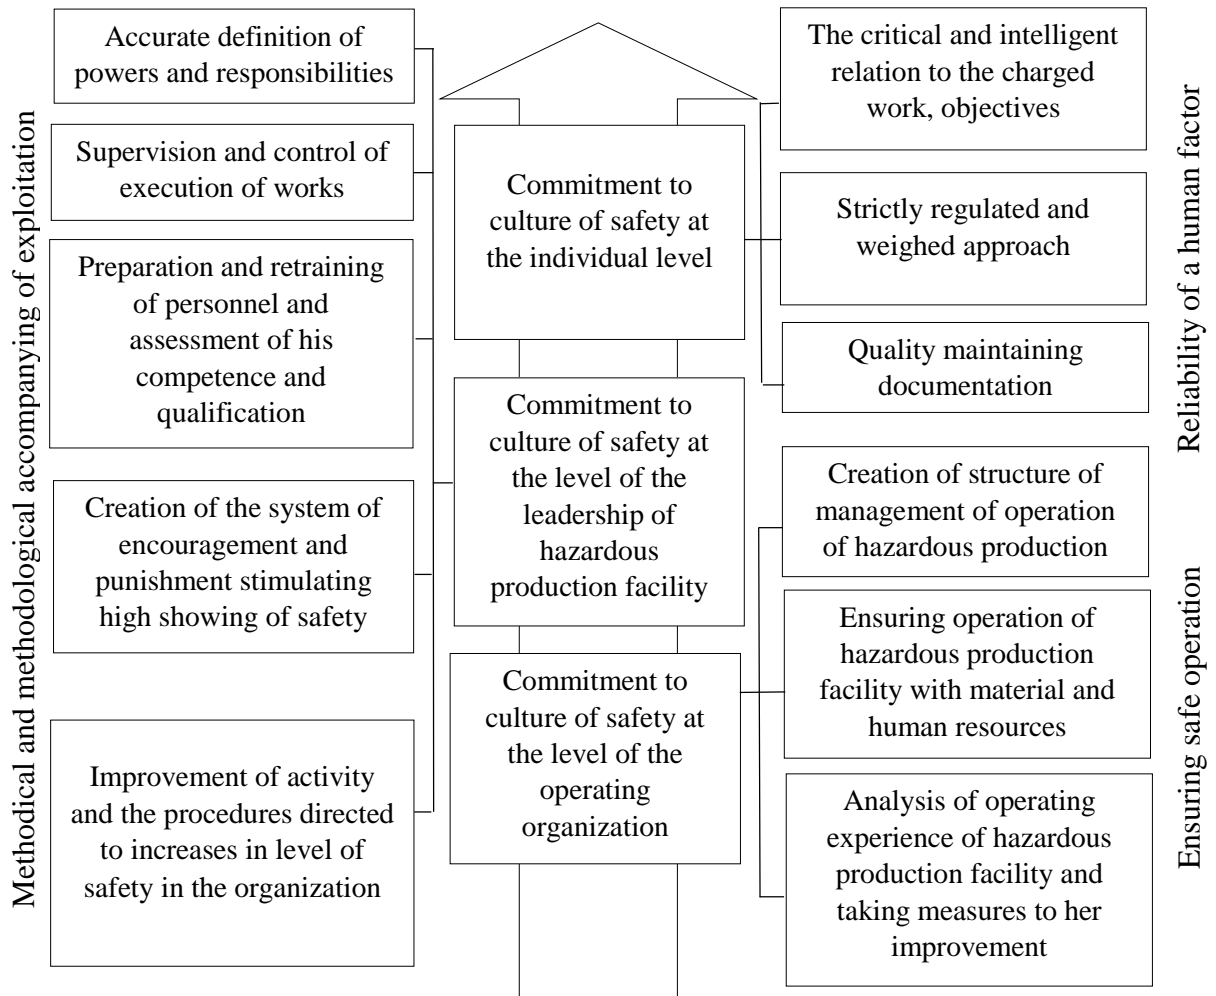 Methodical and methodological accompanying of exploitation
Accurate definition of
powers and responsibilities
Supervision and control of
execution of works
Preparation and retraining
of personnel and
assessment of his
competence and
qualification
Creation of the system of
encouragement and
punishment stimulating
high showing of safety
Improvement of activity
and the procedures directed
to increases in level of
safety in the organization
Commitment to
culture of safety at
the individual level
Commitment to
culture of safety at
the level of the
leadership of
hazardous
production facility
Commitment to
culture of safety at
the level of the
operating
organization
The critical and intelligent
relation to the charged
work, objectives
Strictly regulated and
weighed approach
Quality maintaining
documentation
Creation of structure of
management of operation
of hazardous production
Ensuring operation of
hazardous production
facility with material and
human resources
Analysis of operating
experience of hazardous
production facility and
taking measures to her
improvement
Reliability of a human factor
Ensuring safe operation